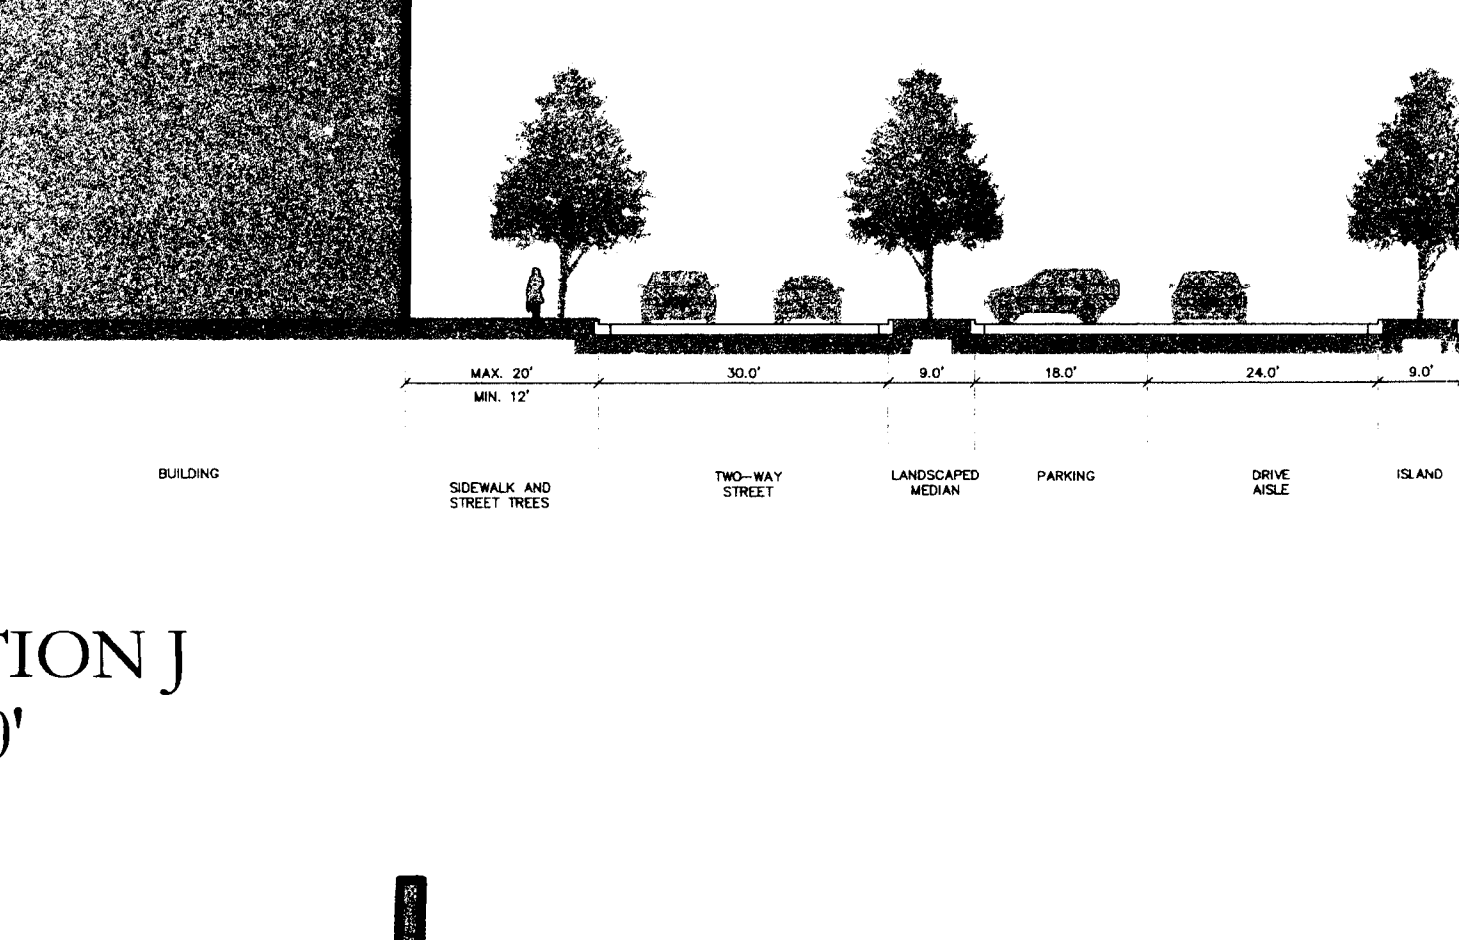 MAX. 20'
MIN. 12'
30.0'
9.0'
18.0'
24.0'
9.0'
BUILDING
SIDEWALK AND
STREET TREES
TWO-WAY
STREET
LANDSCAPED
MEDIAN
PARKING
DRIVE
AISLE
ISLAND
TION J
0'